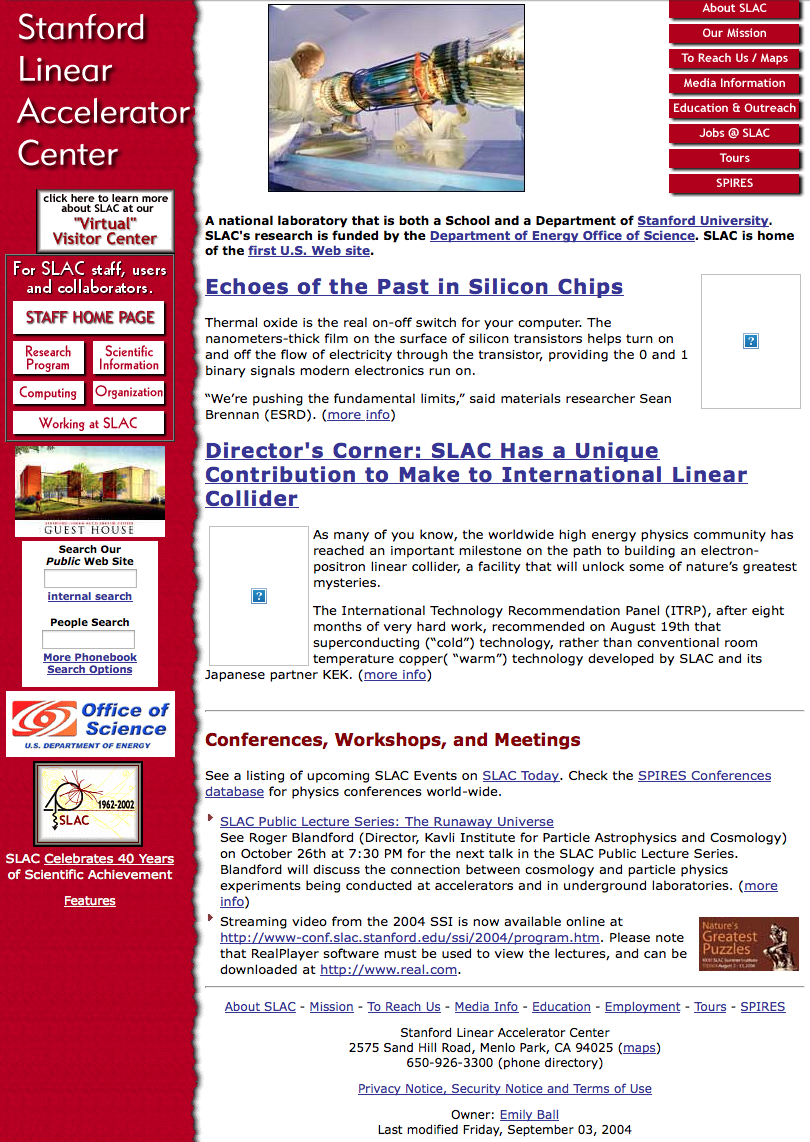 Stanford
Linear
Accelerator
Center
click here to learn more
about SLAC at our
"Virtual"
Visitor Center
For SLAC staff, users
and collaborators.
STAFF HOME PAGE
Research
Program
Scientific
Information
Computing
Organization
Working at SLAC
STANFORD LINEAR ACCELERATOR CENTER
GUEST HOUSE
Search Our
Public Web Site
internal search
People Search
More Phonebook
Search Options
Office of
Science
U.S. DEPARTMENT OF ENERGY
40
1962-2002
SLAC
SLAC Celebrates 40 Years
of Scientific Achievement
Features
About SLAC
Our Mission
To Reach Us / Maps
Media Information
Education & Outreach
Jobs @ SLAC
Tours
SPIRES
A national laboratory that is both a School and a Department of Stanford University.
SLAC's research is funded by the Department of Energy Office of Science. SLAC is home
of the first U.S. Web site.
Echoes of the Past in Silicon Chips
Thermal oxide is the real on-off switch for your computer. The
nanometers-thick film on the surface of silicon transistors helps turn on
and off the flow of electricity through the transistor, providing the 0 and 1
binary signals modern electronics run on.
“We’re pushing the fundamental limits,” said materials researcher Sean
Brennan (ESRD). (more info)
Director's Corner: SLAC Has a Unique
Contribution to Make to International Linear
Collider
As many of you know, the worldwide high energy physics community has
reached an important milestone on the path to building an electron-
positron linear collider, a facility that will unlock some of nature’s greatest
mysteries.
The International Technology Recommendation Panel (ITRP), after eight
months of very hard work, recommended on August 19th that
superconducting (“cold”) technology, rather than conventional room
temperature copper( “warm”) technology developed by SLAC and its
Japanese partner KEK. (more info)
Conferences, Workshops, and Meetings
See a listing of upcoming SLAC Events on SLAC Today. Check the SPIRES Conferences
database for physics conferences world-wide.
SLAC Public Lecture Series: The Runaway Universe
See Roger Blandford (Director, Kavli Institute for Particle Astrophysics and Cosmology)
on October 26th at 7:30 PM for the next talk in the SLAC Public Lecture Series.
Blandford will discuss the connection between cosmology and particle physics
experiments being conducted at accelerators and in underground laboratories. (more
info)
Streaming video from the 2004 SSI is now available online at
http://www-conf.slac.stanford.edu/ssi/2004/program.htm. Please note
that RealPlayer software must be used to view the lectures, and can be
downloaded at http://www.real.com.
Nature's
Greatest
Puzzles
About SLAC - Mission - To Reach Us - Media Info - Education - Employment - Tours - SPIRES
Stanford Linear Accelerator Center
2575 Sand Hill Road, Menlo Park, CA 94025 (maps)
650-926-3300 (phone directory)
Privacy Notice, Security Notice and Terms of Use
Owner: Emily Ball
Last modified Friday, September 03, 2004